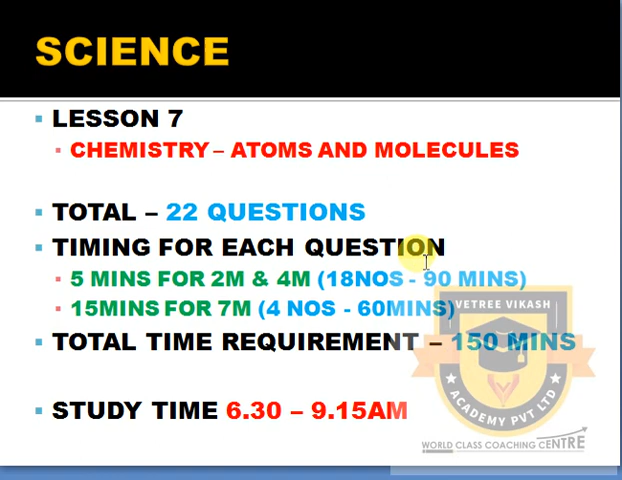 SCIENCE
LESSON 7
CHEMISTRY – ATOMS AND MOLECULES
TOTAL – 22 QUESTIONS
TIMING FOR EACH QUESTION
5 MINS FOR 2M & 4M (18NOS - 90 MINS)
15MINS FOR 7M (4 NOS - 60MINS)
TOTAL TIME REQUIREMENT – 150 MINS
STUDY TIME 6.30 – 9.15AM
VETREE VIKASH
ACADEMY PVT LTD
WORLD CLASS COACHING CENTRE